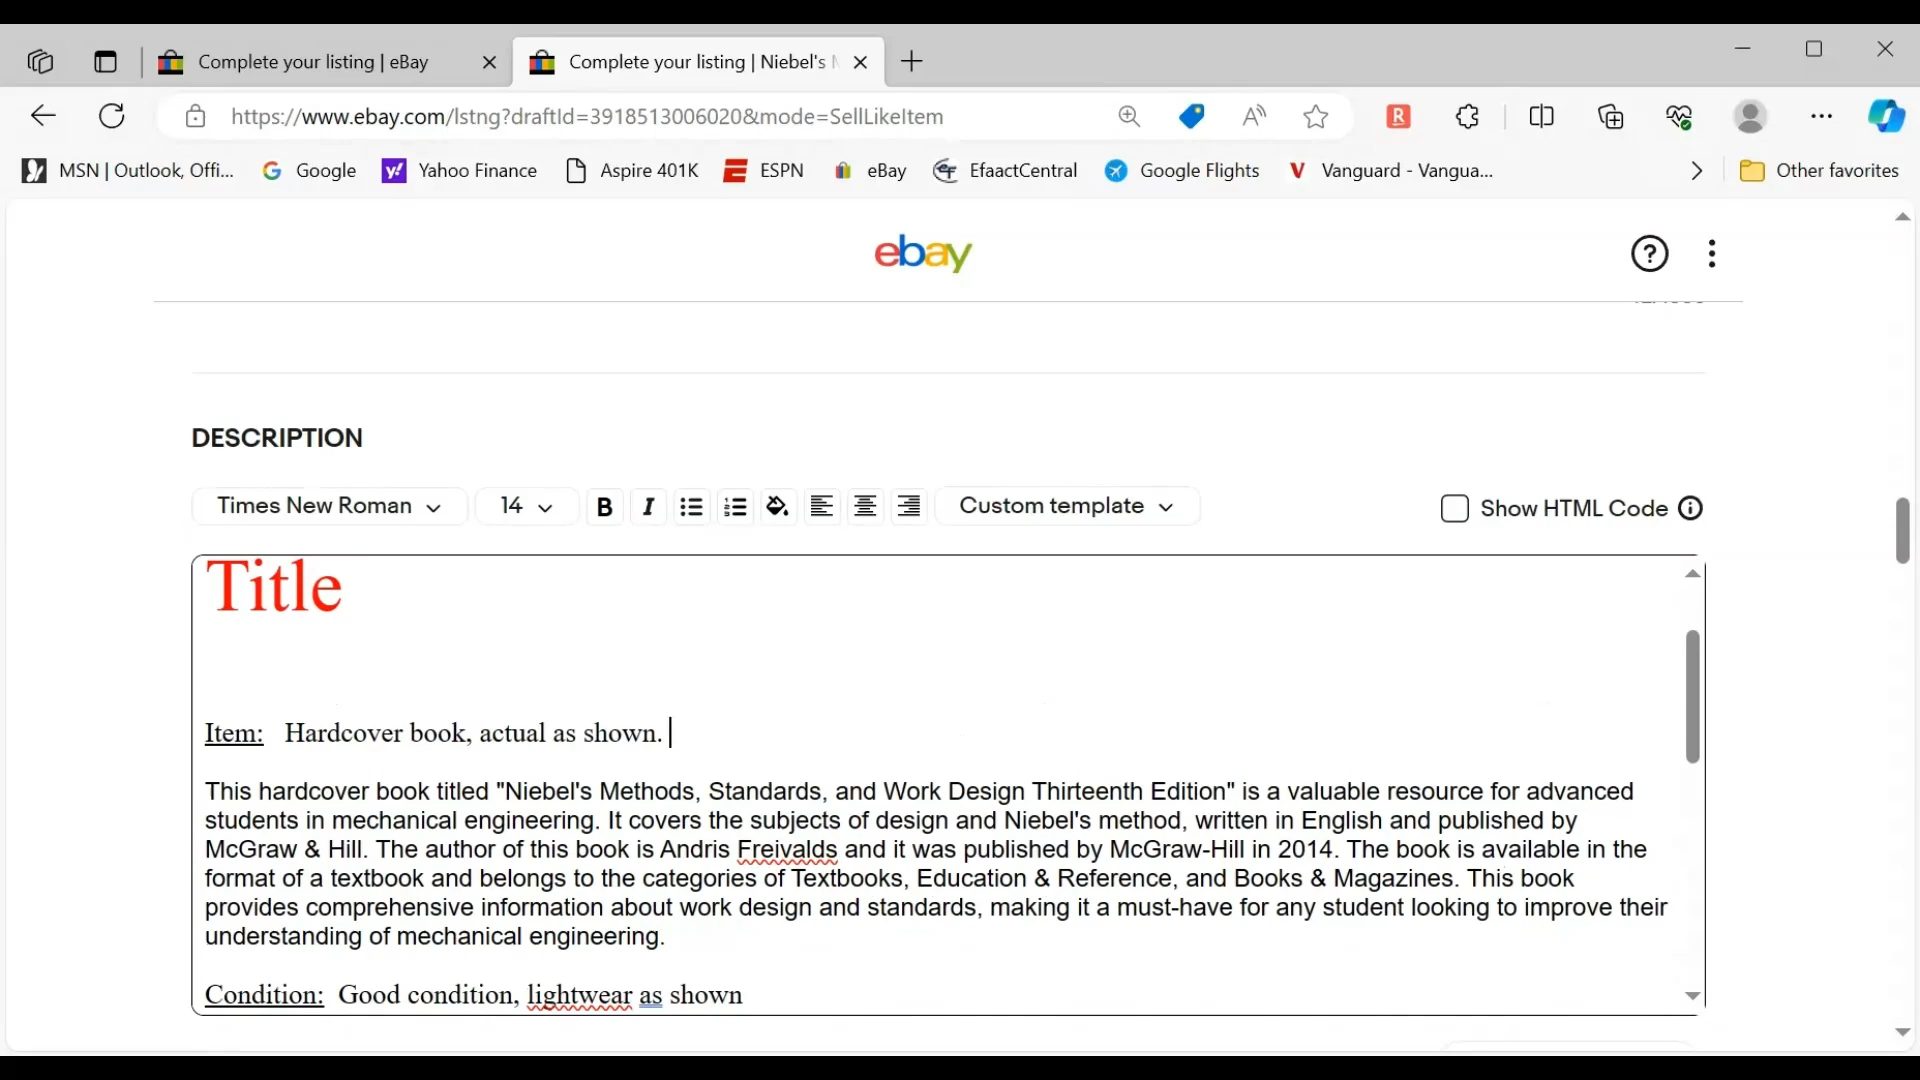 Complete your listing | eBay
Complete your listing | Niebel's
https://www.ebay.com/lstng?draftId=3918513006020&mode=SellLikeItem
MSN | Outlook, Offi...
Google
Yahoo Finance
Aspire 401K
ESPN
eBay
EfaactCentral
Google Flights
Vanguard - Vangua...
Other favorites
ebay
DESCRIPTION
Times New Roman 14 B I Custom template Show HTML Code
Title
Item: Hardcover book, actual as shown.
This hardcover book titled "Niebel's Methods, Standards, and Work Design Thirteenth Edition" is a valuable resource for advanced
students in mechanical engineering. It covers the subjects of design and Niebel's method, written in English and published by
McGraw & Hill. The author of this book is Andris Freivalds and it was published by McGraw-Hill in 2014. The book is available in the
format of a textbook and belongs to the categories of Textbooks, Education & Reference, and Books & Magazines. This book
provides comprehensive information about work design and standards, making it a must-have for any student looking to improve their
understanding of mechanical engineering.
Condition: Good condition, lightwear as shown